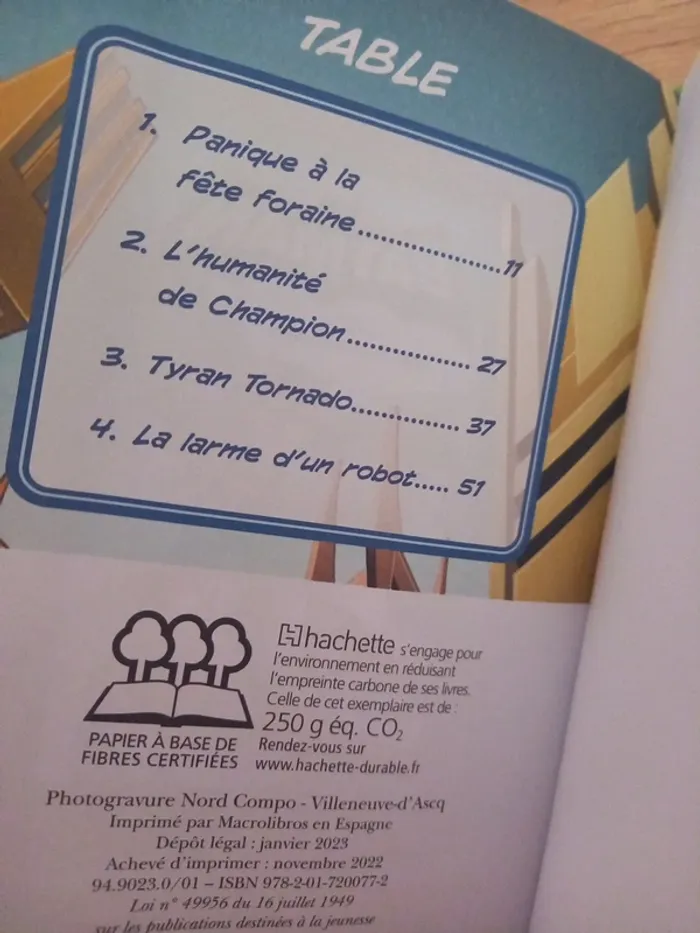 TABLE
1. Panique à la
fête foraine....................11
2. L'humanité
de Champion.................. 27
3. Tyran Tornado................ 37
4. La larme d'un robot..... 51
hachette s'engage pour
l'environnement en réduisant
l'empreinte carbone de ses livres.
Celle de cet exemplaire est de :
250 g éq. CO₂
Rendez-vous sur
www.hachette-durable.fr
PAPIER À BASE DE
FIBRES CERTIFIÉES
Photogravure Nord Compo - Villeneuve-d'Ascq
Imprimé par Macrolibros en Espagne
Dépôt légal : janvier 2023
Achevé d'imprimer : novembre 2022
94.9023.0/01 – ISBN 978-2-01-720077-2
Loi n° 49956 du 16 juillet 1949
sur les publications destinées à la jeunesse